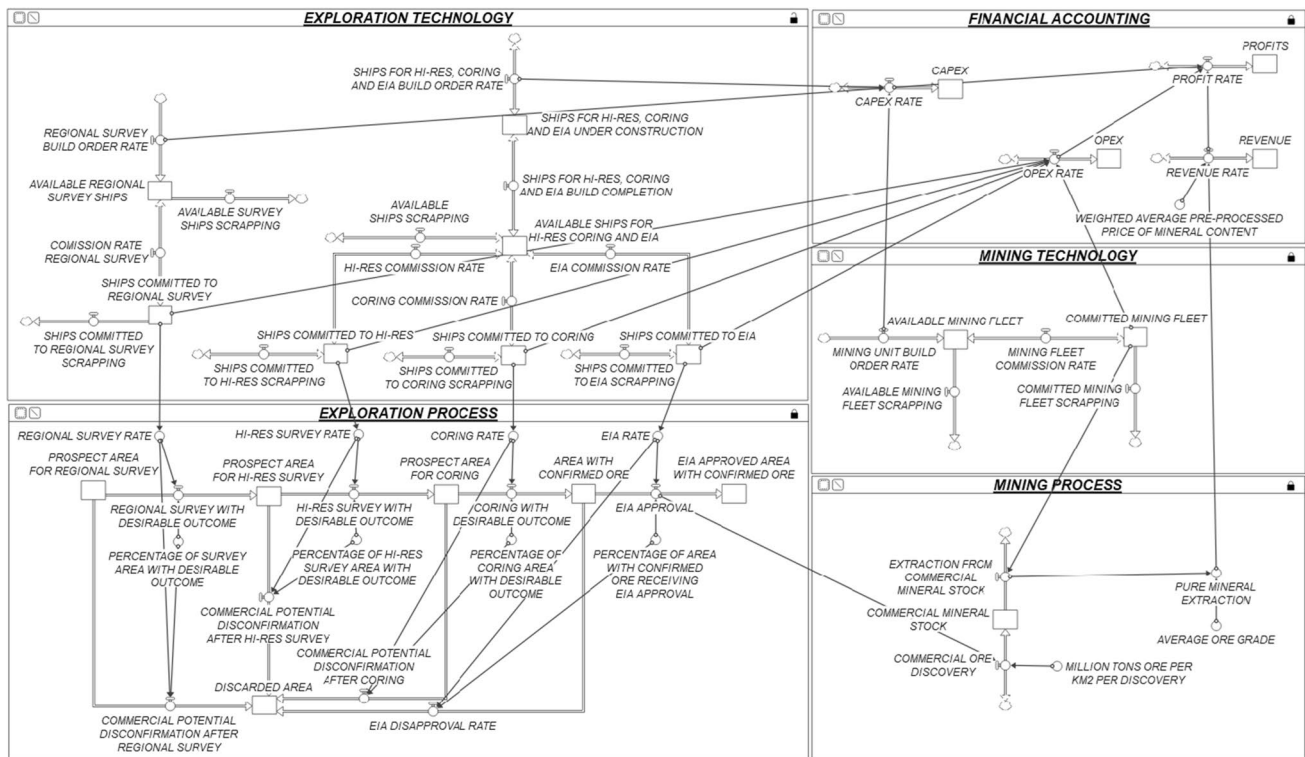 EXPLORATION TECHNOLOGY
SHIPS FOR HI-RES, CORING
AND EIA BUILD ORDER RATE
REGIONAL SURVEY
BUILD ORDER RATE
SHIPS FOR HI-RES, CORING
AND EIA UNDER CONSTRUCTION
AVAILABLE REGIONAL
SURVEY SHIPS
SHIPS FOR HI-RES, CORING
AND EIA BUILD COMPLETION
AVAILABLE SURVEY
SHIPS SCRAPPING
AVAILABLE
SHIPS SCRAPPING
AVAILABLE SHIPS FOR
HI-RES CORING AND EIA
COMISSION RATE
REGIONAL SURVEY
HI-RES COMMISSION RATE
EIA COMMISSION RATE
SHIPS COMMITTED TO
REGIONAL SURVEY
CORING COMMISSION RATE
SHIPS COMMITTED
TO REGIONAL SURVEY
SCRAPPING
SHIPS COMMITTED TO HI-RES
SHIPS COMMITTED TO CORING
SHIPS COMMITTED TO EIA
SHIPS COMMITTED
TO HI-RES SCRAPPING
SHIPS COMMITTED
TO CORING SCRAPPING
SHIPS COMMITTED
TO EIA SCRAPPING
FINANCIAL ACCOUNTING
PROFITS
CAPEX
PROFIT RATE
CAPEX RATE
OPEX
REVENUE
OPEX RATE
REVENUE RATE
WEIGHTED AVERAGE PRE-PROCESSED
PRICE OF MINERAL CONTENT
MINING TECHNOLOGY
AVAILABLE MINING FLEET
COMMITTED MINING FLEET
MINING UNIT BUILD
ORDER RATE
MINING FLEET
COMMISSION RATE
AVAILABLE MINING
FLEET SCRAPPING
COMMITTED MINING
FLEET SCRAPPING
EXPLORATION PROCESS
REGIONAL SURVEY RATE
HI-RES SURVEY RATE
CORING RATE
EIA RATE
PROSPECT AREA
FOR REGIONAL SURVEY
PROSPECT AREA
FOR HI-RES SURVEY
PROSPECT AREA
FOR CORING
AREA WITH
CONFIRMED ORE
EIA APPROVED AREA
WITH CONFIRMED ORE
REGIONAL SURVEY WITH
DESIRABLE OUTCOME
HI-RES SURVEY WITH
DESIRABLE OUTCOME
CORING WITH
DESIRABLE OUTCOME
EIA APPROVAL
PERCENTAGE OF SURVEY
AREA WITH DESIRABLE
OUTCOME
PERCENTAGE OF HI-RES
SURVEY AREA WITH
DESIRABLE OUTCOME
PERCENTAGE OF
CORING AREA
WITH DESIRABLE
OUTCOME
PERCENTAGE OF AREA
WITH CONFIRMED
ORE RECEIVING
EIA APPROVAL
COMMERCIAL POTENTIAL
DISCONFIRMATION
AFTER HI-RES SURVEY
COMMERCIAL POTENTIAL
DISCONFIRMATION
AFTER CORING
DISCARDED AREA
COMMERCIAL POTENTIAL
DISCONFIRMATION AFTER
REGIONAL SURVEY
EIA DISAPPROVAL RATE
MINING PROCESS
EXTRACTION FROM
COMMERCIAL
MINERAL STOCK
PURE MINERAL
EXTRACTION
COMMERCIAL MINERAL
STOCK
AVERAGE ORE GRADE
COMMERCIAL ORE
DISCOVERY
MILLION TONS ORE PER
KM2 PER DISCOVERY